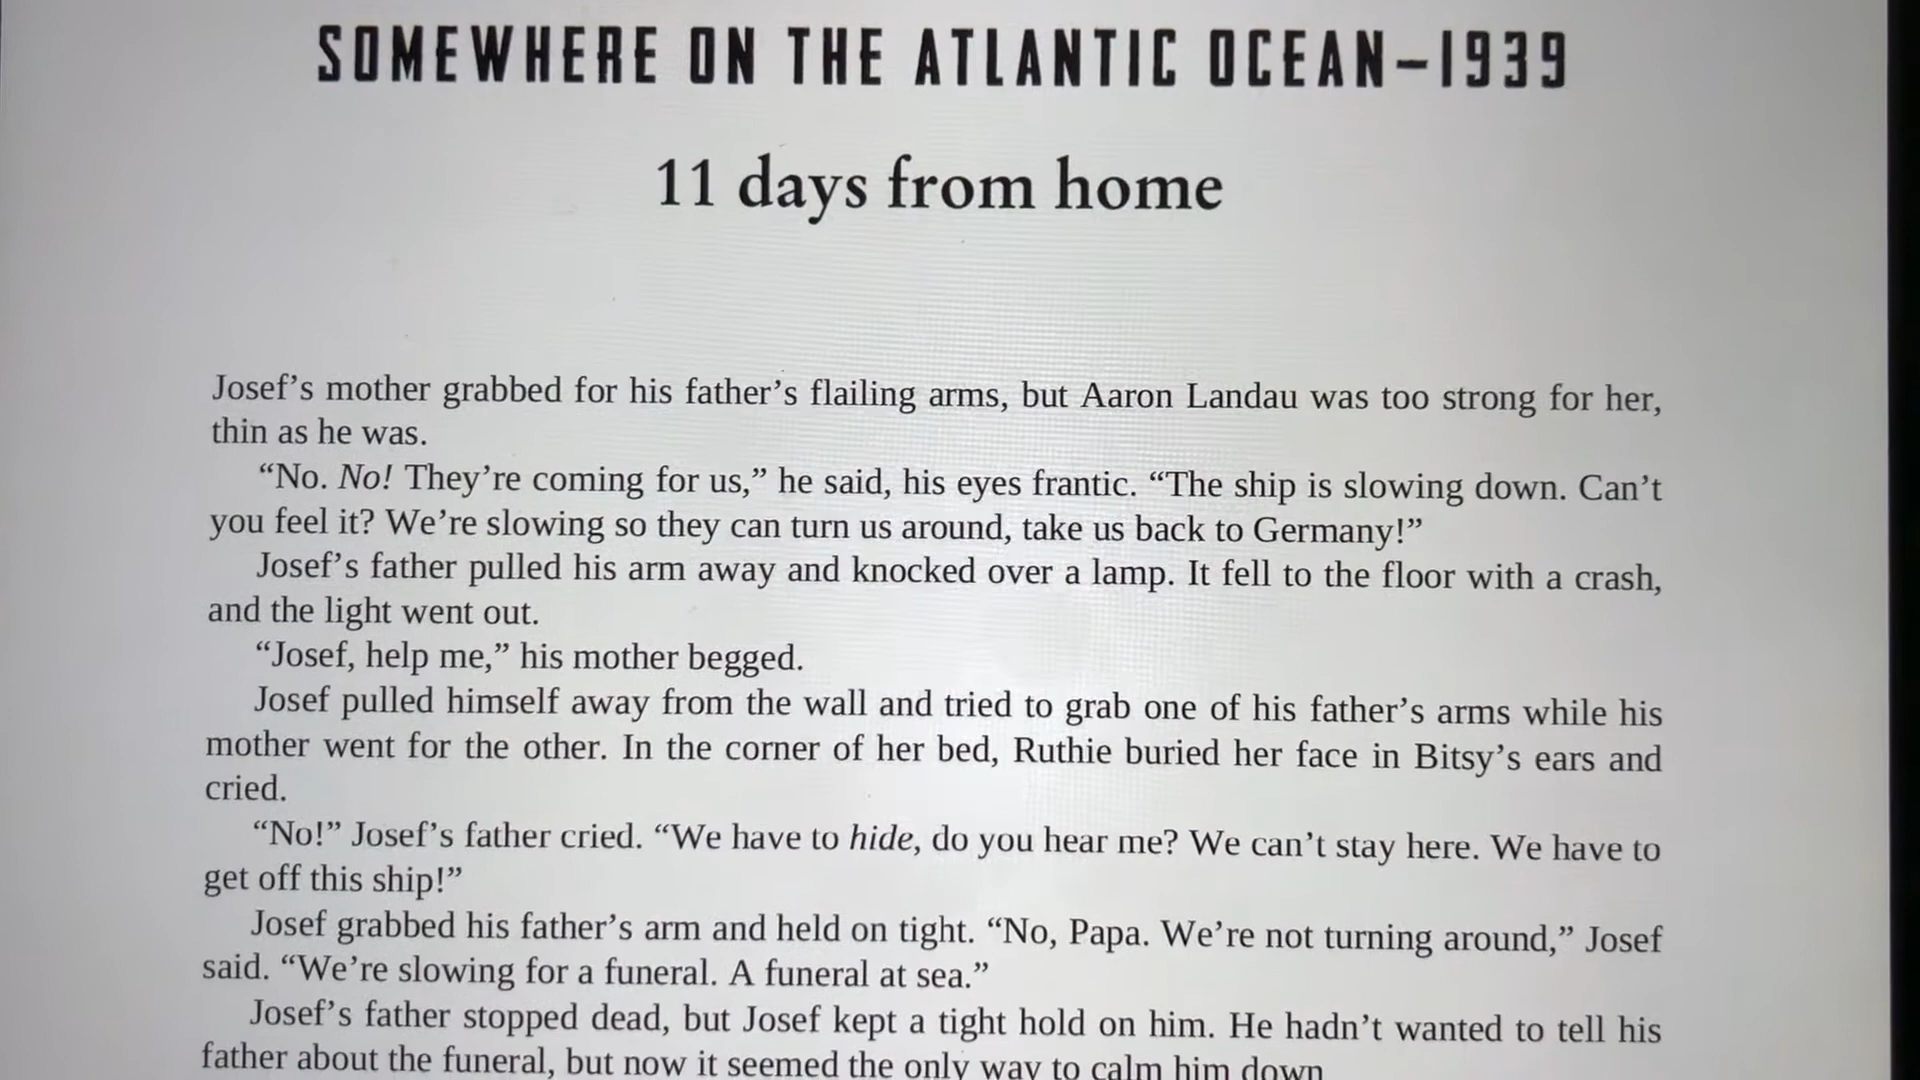 SOMEWHERE ON THE ATLANTIC OCEAN–1939
11 days from home
Josef’s mother grabbed for his father’s flailing arms, but Aaron Landau was too strong for her,
thin as he was.
“No. No! They’re coming for us,” he said, his eyes frantic. “The ship is slowing down. Can’t
you feel it? We’re slowing so they can turn us around, take us back to Germany!”
Josef’s father pulled his arm away and knocked over a lamp. It fell to the floor with a crash,
and the light went out.
“Josef, help me,” his mother begged.
Josef pulled himself away from the wall and tried to grab one of his father’s arms while his
mother went for the other. In the corner of her bed, Ruthie buried her face in Bitsy’s ears and
cried.
“No!” Josef’s father cried. “We have to hide, do you hear me? We can’t stay here. We have to
get off this ship!”
Josef grabbed his father’s arm and held on tight. “No, Papa. We’re not turning around,” Josef
said. “We’re slowing for a funeral. A funeral at sea.”
Josef’s father stopped dead, but Josef kept a tight hold on him. He hadn’t wanted to tell his
father about the funeral, but now it seemed the only way to calm him down